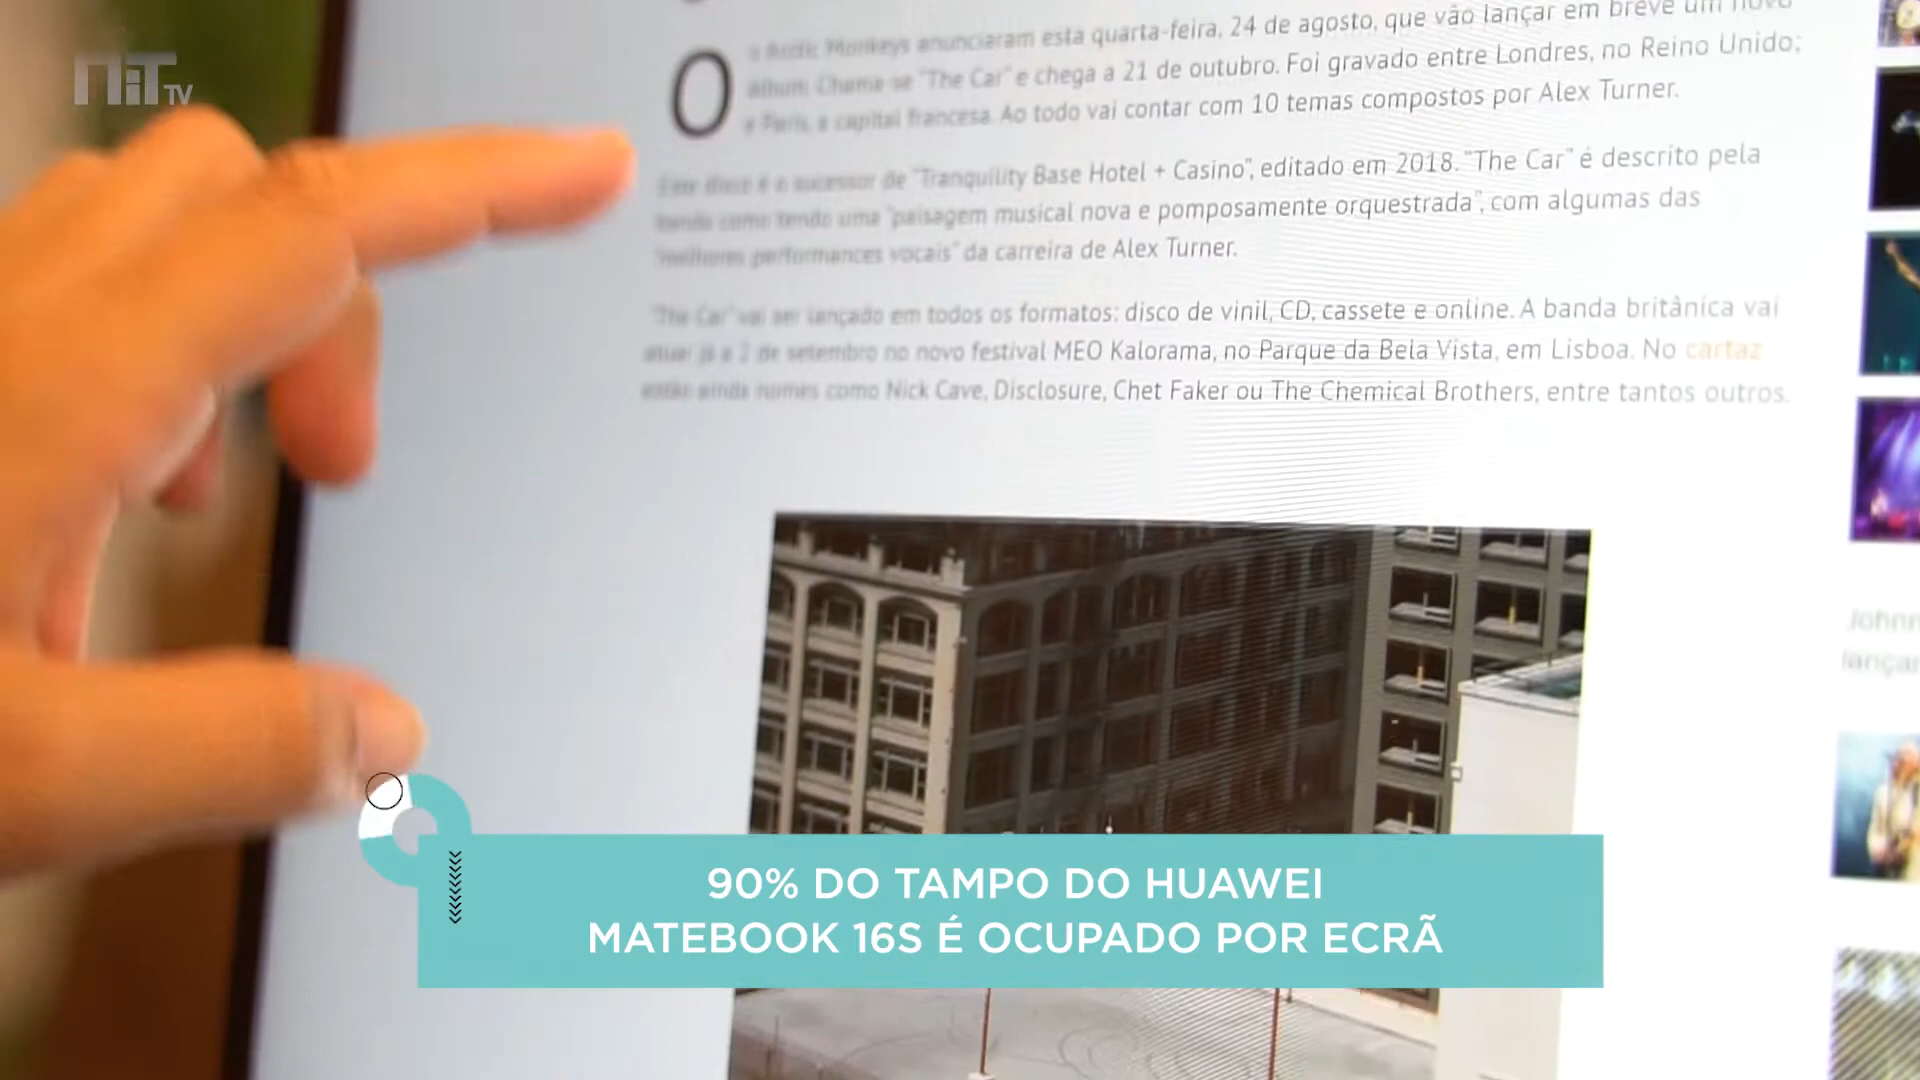 NiT TV
Os Arctic Monkeys anunciaram esta quarta-feira, 24 de agosto, que vão lançar em breve um novo
álbum. Chama-se "The Car" e chega a 21 de outubro. Foi gravado entre Londres, no Reino Unido;
e Paris, a capital francesa. Ao todo vai contar com 10 temas compostos por Alex Turner.
Este disco é o sucessor de "Tranquility Base Hotel + Casino", editado em 2018. "The Car" é descrito pela
banda como tendo uma "paisagem musical nova e pomposamente orquestrada", com algumas das
"melhores performances vocais" da carreira de Alex Turner.
"The Car" vai ser lançado em todos os formatos: disco de vinil, CD, cassete e online. A banda britânica vai
atuar já a 2 de setembro no novo festival MEO Kalorama, no Parque da Bela Vista, em Lisboa. No cartaz
estão ainda nomes como Nick Cave, Disclosure, Chet Faker ou The Chemical Brothers, entre tantos outros.
90% DO TAMPO DO HUAWEI
MATEBOOK 16S É OCUPADO POR ECRÃ